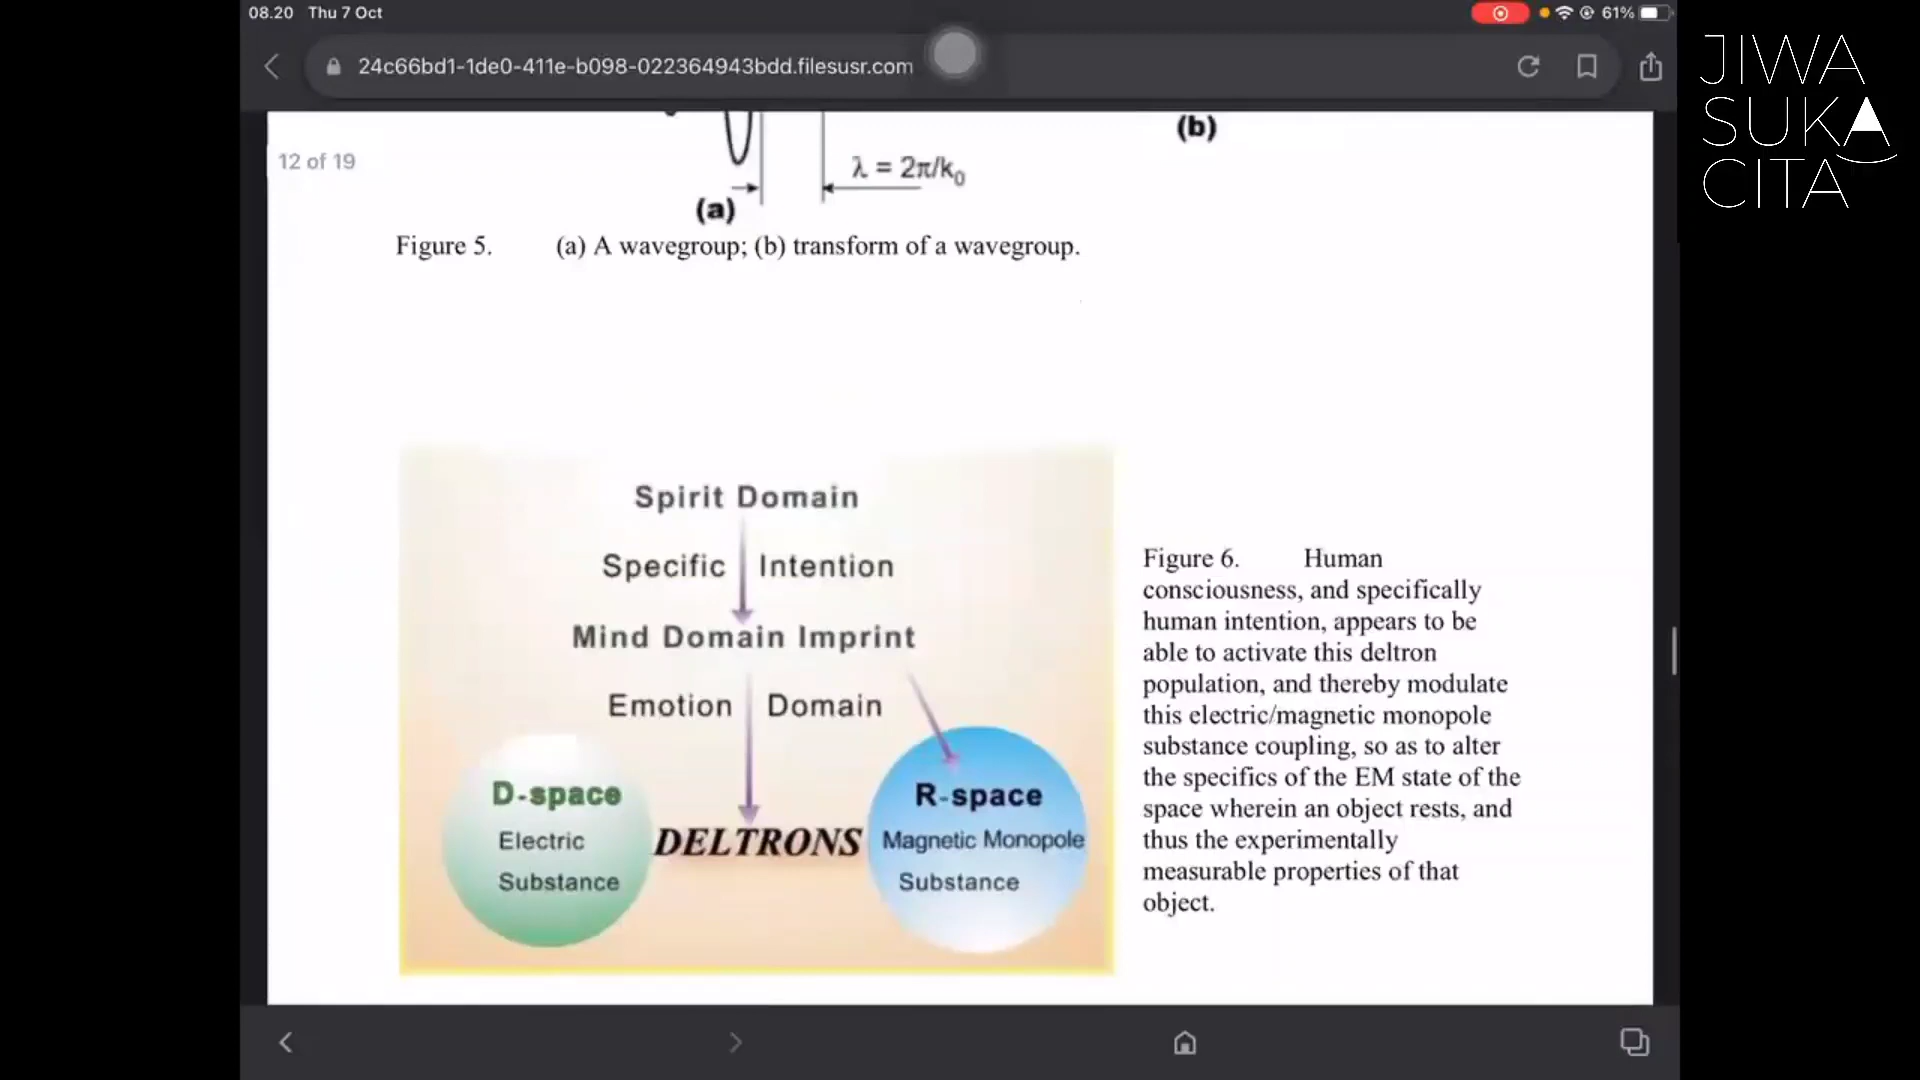 08.20 Thu 7 Oct
61%
24c66bd1-1de0-411e-b098-022364943bdd.filesusr.com
JIWA
SUKA
CITA
12 of 19
(b)
λ = 2π/k₀
(a)
Figure 5. (a) A wavegroup; (b) transform of a wavegroup.
Spirit Domain
Specific Intention
Mind Domain Imprint
Emotion Domain
D-space
Electric
Substance
DELTRONS
R-space
Magnetic Monopole
Substance
Figure 6. Human
consciousness, and specifically
human intention, appears to be
able to activate this deltron
population, and thereby modulate
this electric/magnetic monopole
substance coupling, so as to alter
the specifics of the EM state of the
space wherein an object rests, and
thus the experimentally
measurable properties of that
object.